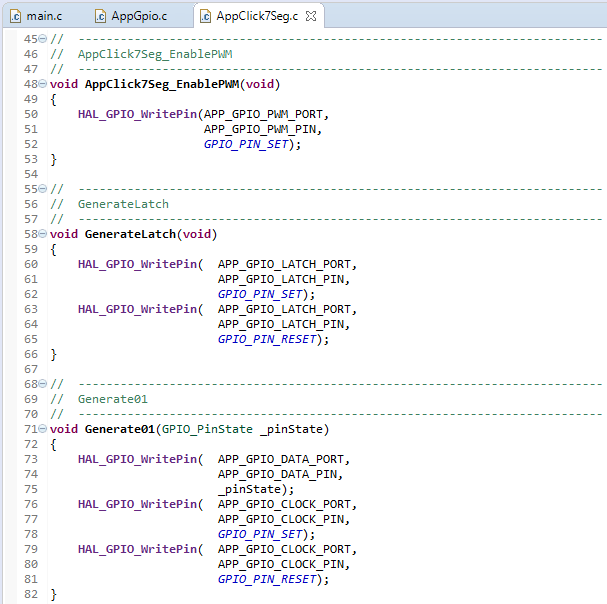 main.c AppGpio.c AppClick7Seg.c
45 // --------------------------------------------------------------------------
46 // AppClick7Seg_EnablePWM
47 // --------------------------------------------------------------------------
48 void AppClick7Seg_EnablePWM(void)
49 {
50     HAL_GPIO_WritePin(APP_GPIO_PWM_PORT,
51                       APP_GPIO_PWM_PIN,
52                       GPIO_PIN_SET);
53 }
54
55 // --------------------------------------------------------------------------
56 // GenerateLatch
57 // --------------------------------------------------------------------------
58 void GenerateLatch(void)
59 {
60     HAL_GPIO_WritePin(  APP_GPIO_LATCH_PORT,
61                         APP_GPIO_LATCH_PIN,
62                         GPIO_PIN_SET);
63     HAL_GPIO_WritePin(  APP_GPIO_LATCH_PORT,
64                         APP_GPIO_LATCH_PIN,
65                         GPIO_PIN_RESET);
66 }
67
68 // --------------------------------------------------------------------------
69 // Generate01
70 // --------------------------------------------------------------------------
71 void Generate01(GPIO_PinState _pinState)
72 {
73     HAL_GPIO_WritePin(  APP_GPIO_DATA_PORT,
74                         APP_GPIO_DATA_PIN,
75                         _pinState);
76     HAL_GPIO_WritePin(  APP_GPIO_CLOCK_PORT,
77                         APP_GPIO_CLOCK_PIN,
78                         GPIO_PIN_SET);
79     HAL_GPIO_WritePin(  APP_GPIO_CLOCK_PORT,
80                         APP_GPIO_CLOCK_PIN,
81                         GPIO_PIN_RESET);
82 }